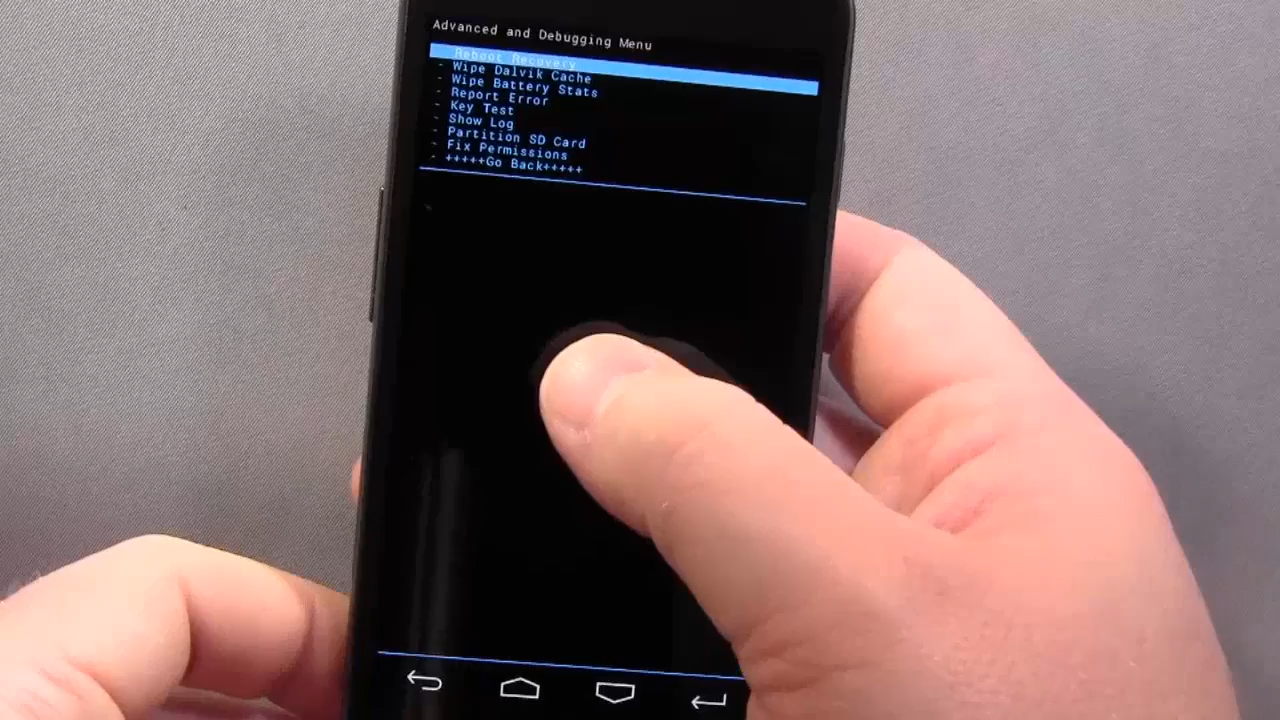 Advanced and Debugging Menu
- Reboot Recovery
- Wipe Dalvik Cache
- Wipe Battery Stats
- Report Error
- Key Test
- Show Log
- Partition SD Card
- Fix Permissions
- +++++Go Back+++++